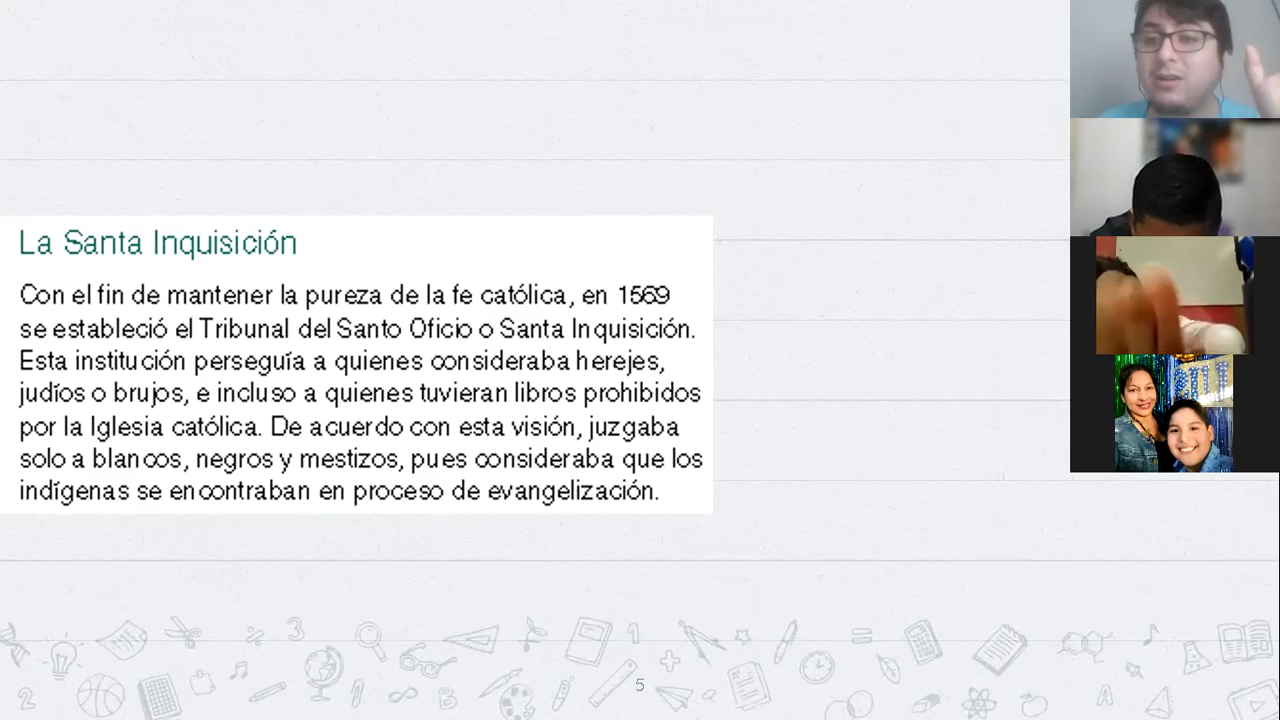 La Santa Inquisición
Con el fin de mantener la pureza de la fe católica, en 1569
se estableció el Tribunal del Santo Oficio o Santa Inquisición.
Esta institución perseguía a quienes consideraba herejes,
judíos o brujos, e incluso a quienes tuvieran libros prohibidos
por la Iglesia católica. De acuerdo con esta visión, juzgaba
solo a blancos, negros y mestizos, pues consideraba que los
indígenas se encontraban en proceso de evangelización.
5